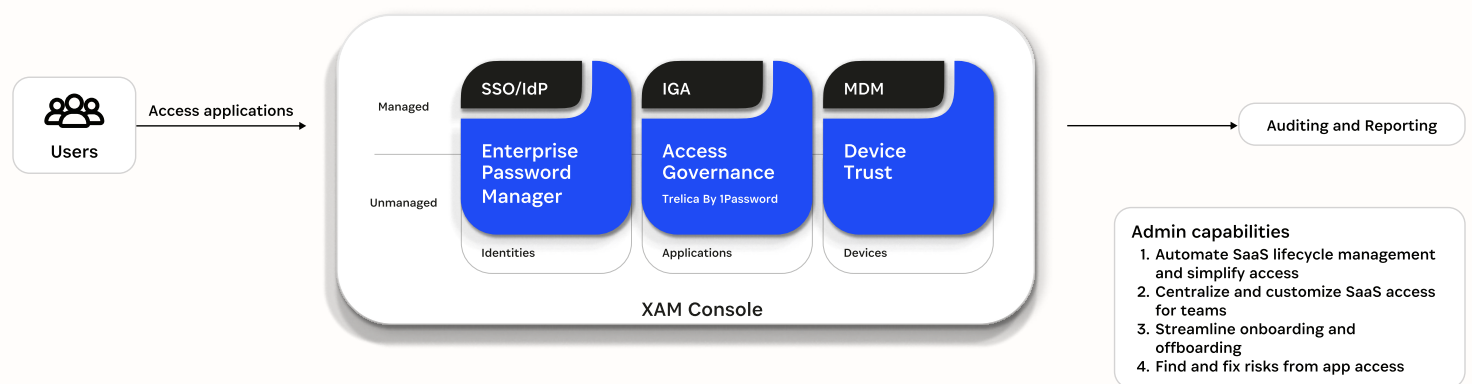 Users
Access applications
Managed
Unmanaged
SSO/IdP
Enterprise
Password
Manager
Identities
IGA
Access
Governance
Trelica By 1Password
Applications
MDM
Device
Trust
Devices
XAM Console
Auditing and Reporting
Admin capabilities
1. Automate SaaS lifecycle management
and simplify access
2. Centralize and customize SaaS access
for teams
3. Streamline onboarding and
offboarding
4. Find and fix risks from app access